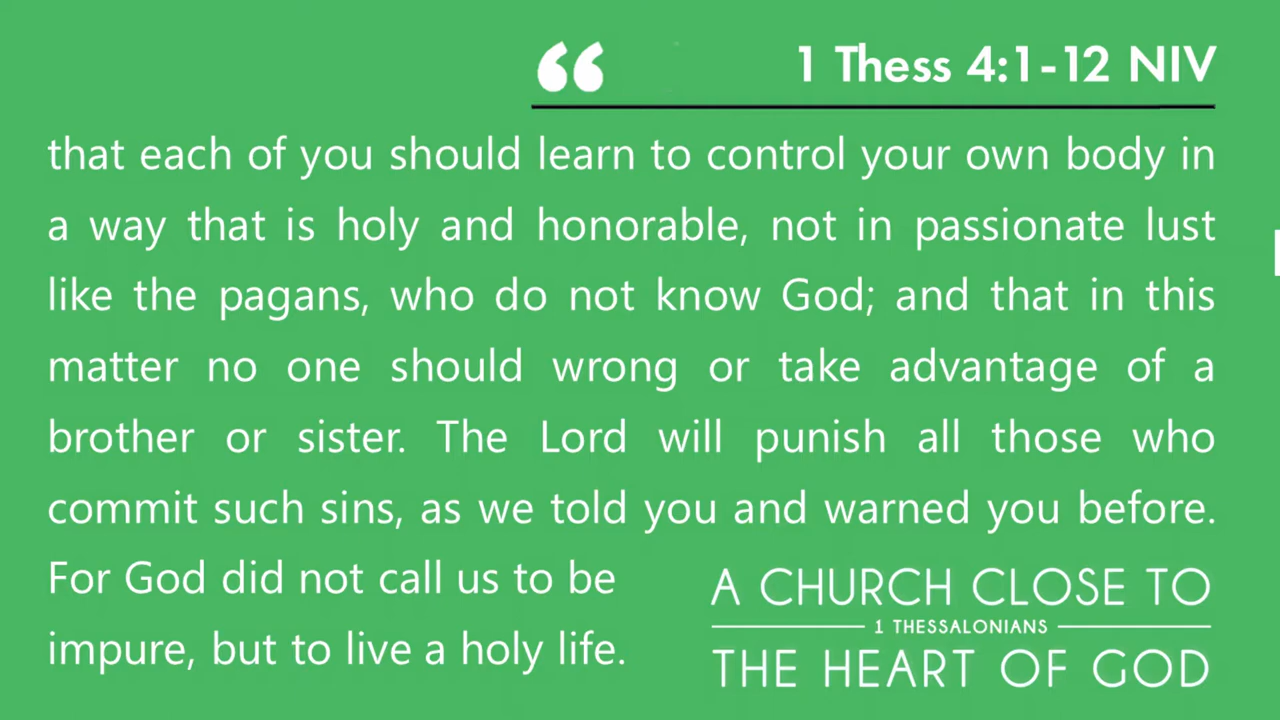 “ 1 Thess 4:1-12 NIV
that each of you should learn to control your own body in
a way that is holy and honorable, not in passionate lust
like the pagans, who do not know God; and that in this
matter no one should wrong or take advantage of a
brother or sister. The Lord will punish all those who
commit such sins, as we told you and warned you before.
For God did not call us to be
impure, but to live a holy life.
A CHURCH CLOSE TO
1 THESSALONIANS
THE HEART OF GOD